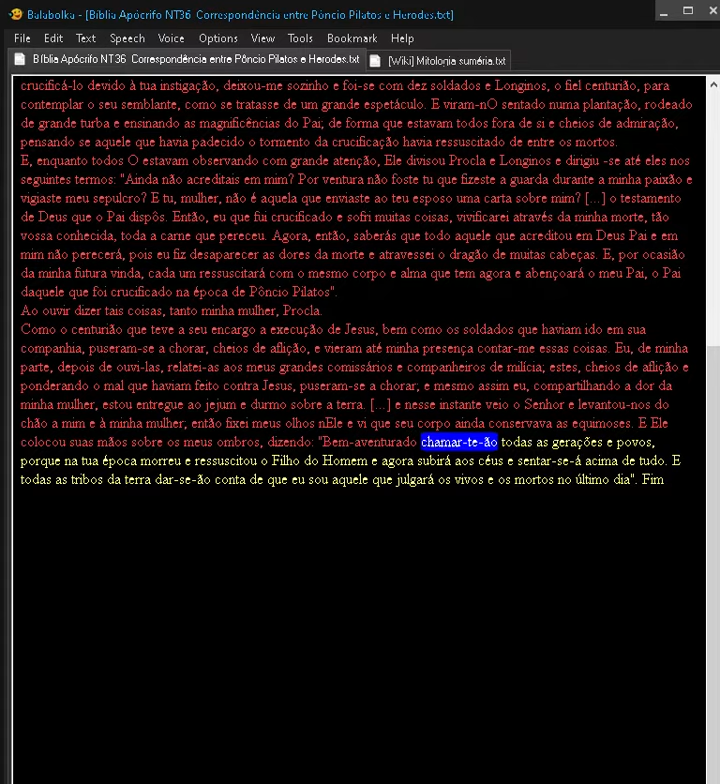 Balabolka - [Bíblia Apócrifo NT36 Correspondência entre Pôncio Pilatos e Herodes.txt]
File Edit Text Speech Voice Options View Tools Bookmark Help
Bíblia Apócrifo NT36 Correspondência entre Pôncio Pilatos e Herodes.txt [Wiki] Mitologia suméria.txt
crucificá-lo devido à tua instigação, deixou-me sozinho e foi-se com dez soldados e Longinos, o fiel centurião, para
contemplar o seu semblante, como se tratasse de um grande espetáculo. E viram-nO sentado numa plantação, rodeado
de grande turba e ensinando as magnificências do Pai; de forma que estavam todos fora de si e cheios de admiração,
pensando se aquele que havia padecido o tormento da crucificação havia ressuscitado de entre os mortos.
E, enquanto todos O estavam observando com grande atenção, Ele divisou Procla e Longinos e dirigiu -se até eles nos
seguintes termos: "Ainda não acreditais em mim? Por ventura não foste tu que fizeste a guarda durante a minha paixão e
vigiaste meu sepulcro? E tu, mulher, não é aquela que enviaste ao teu esposo uma carta sobre mim? [...] o testamento
de Deus que o Pai dispôs. Então, eu que fui crucificado e sofri muitas coisas, vivificarei através da minha morte, tão
vossa conhecida, toda a carne que pereceu. Agora, então, saberás que todo aquele que acreditou em Deus Pai e em
mim não perecerá, pois eu fiz desaparecer as dores da morte e atravessei o dragão de muitas cabeças. E, por ocasião
da minha futura vinda, cada um ressuscitará com o mesmo corpo e alma que tem agora e abençoará o meu Pai, o Pai
daquele que foi crucificado na época de Pôncio Pilatos".
Ao ouvir dizer tais coisas, tanto minha mulher, Procla.
Como o centurião que teve a seu encargo a execução de Jesus, bem como os soldados que haviam ido em sua
companhia, puseram-se a chorar, cheios de aflição, e vieram até minha presença contar-me essas coisas. Eu, de minha
parte, depois de ouvi-las, relatei-as aos meus grandes comissários e companheiros de milícia; estes, cheios de aflição e
ponderando o mal que haviam feito contra Jesus, puseram-se a chorar; e mesmo assim eu, compartilhando a dor da
minha mulher, estou entregue ao jejum e durmo sobre a terra. [...] e nesse instante veio o Senhor e levantou-nos do
chão a mim e à minha mulher; então fixei meus olhos nEle e vi que seu corpo ainda conservava as equimoses. E Ele
colocou suas mãos sobre os meus ombros, dizendo: "Bem-aventurado chamar-te-ão todas as gerações e povos,
porque na tua época morreu e ressuscitou o Filho do Homem e agora subirá aos céus e sentar-se-á acima de tudo. E
todas as tribos da terra dar-se-ão conta de que eu sou aquele que julgará os vivos e os mortos no último dia". Fim